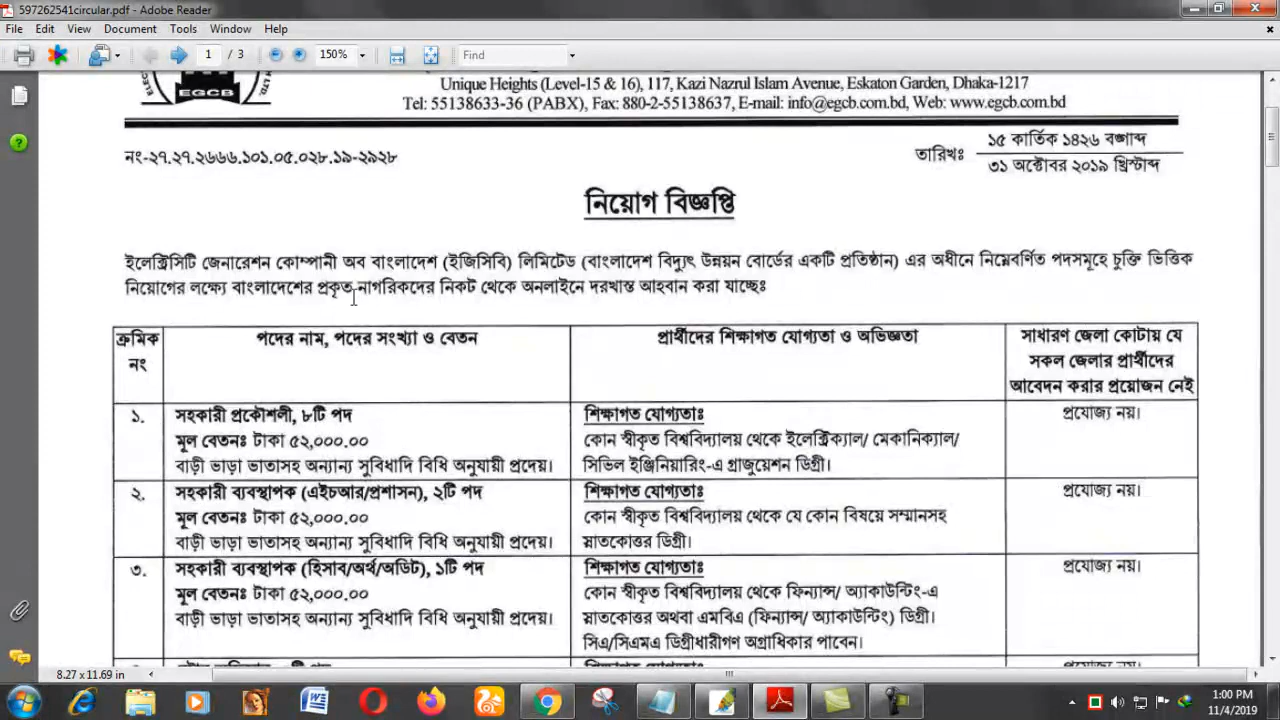 597262541circular.pdf - Adobe Reader
File Edit View Document Tools Window Help
1 / 3 150% Find
EGCB
Unique Heights (Level-15 & 16), 117, Kazi Nazrul Islam Avenue, Eskaton Garden, Dhaka-1217
Tel: 55138633-36 (PABX), Fax: 880-2-55138637, E-mail: info@egcb.com.bd, Web: www.egcb.com.bd
নং-২৭.২৭.২৬৬৬.১০১.০৫.০২৮.১৯-২৯২৮
তারিখঃ
১৫ কার্তিক ১৪২৬ বঙ্গাব্দ
৩১ অক্টোবর ২০১৯ খ্রিস্টাব্দ
নিয়োগ বিজ্ঞপ্তি
ইলেক্ট্রিসিটি জেনারেশন কোম্পানী অব বাংলাদেশ (ইজিসিবি) লিমিটেড (বাংলাদেশ বিদ্যুৎ উন্নয়ন বোর্ডের একটি প্রতিষ্ঠান) এর অধীনে নিম্নেবর্ণিত পদসমূহে চুক্তি ভিত্তিক
নিয়োগের লক্ষ্যে বাংলাদেশের প্রকৃত নাগরিকদের নিকট থেকে অনলাইনে দরখাস্ত আহবান করা যাচ্ছেঃ
ক্রমিক
নং
পদের নাম, পদের সংখ্যা ও বেতন
প্রার্থীদের শিক্ষাগত যোগ্যতা ও অভিজ্ঞতা
সাধারণ জেলা কোটায় যে
সকল জেলার প্রার্থীদের
আবেদন করার প্রয়োজন নেই
১.
সহকারী প্রকৌশলী, ৮টি পদ
মূল বেতনঃ টাকা ৫২,০০০.০০
বাড়ী ভাড়া ভাতাসহ অন্যান্য সুবিধাদি বিধি অনুযায়ী প্রদেয়।
শিক্ষাগত যোগ্যতাঃ
কোন স্বীকৃত বিশ্ববিদ্যালয় থেকে ইলেক্ট্রিক্যাল/ মেকানিক্যাল/
সিভিল ইঞ্জিনিয়ারিং-এ গ্রাজুয়েশন ডিগ্রী।
প্রযোজ্য নয়।
২.
সহকারী ব্যবস্থাপক (এইচআর/প্রশাসন), ২টি পদ
মূল বেতনঃ টাকা ৫২,০০০.০০
বাড়ী ভাড়া ভাতাসহ অন্যান্য সুবিধাদি বিধি অনুযায়ী প্রদেয়।
শিক্ষাগত যোগ্যতাঃ
কোন স্বীকৃত বিশ্ববিদ্যালয় থেকে যে কোন বিষয়ে সম্মানসহ
স্নাতকোত্তর ডিগ্রী।
প্রযোজ্য নয়।
৩.
সহকারী ব্যবস্থাপক (হিসাব/অর্থ/অডিট), ১টি পদ
মূল বেতনঃ টাকা ৫২,০০০.০০
বাড়ী ভাড়া ভাতাসহ অন্যান্য সুবিধাদি বিধি অনুযায়ী প্রদেয়।
শিক্ষাগত যোগ্যতাঃ
কোন স্বীকৃত বিশ্ববিদ্যালয় থেকে ফিন্যান্স/ অ্যাকাউন্টিং-এ
স্নাতকোত্তর অথবা এমবিএ (ফিন্যান্স/ অ্যাকাউন্টিং) ডিগ্রী।
সিএ/সিএমএ ডিগ্রীধারীগণ অগ্রাধিকার পাবেন।
প্রযোজ্য নয়।
8.27 x 11.69 in
1:00 PM
11/4/2019